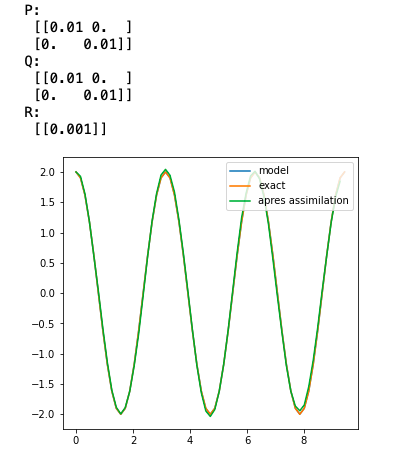 P:
[[0.01 0.  ]
[0.   0.01]]
Q:
[[0.01 0.  ]
[0.   0.01]]
R:
[[0.001]]
model
exact
apres assimilation
2.0
1.5
1.0
0.5
0.0
−0.5
−1.0
−1.5
−2.0
0 2 4 6 8